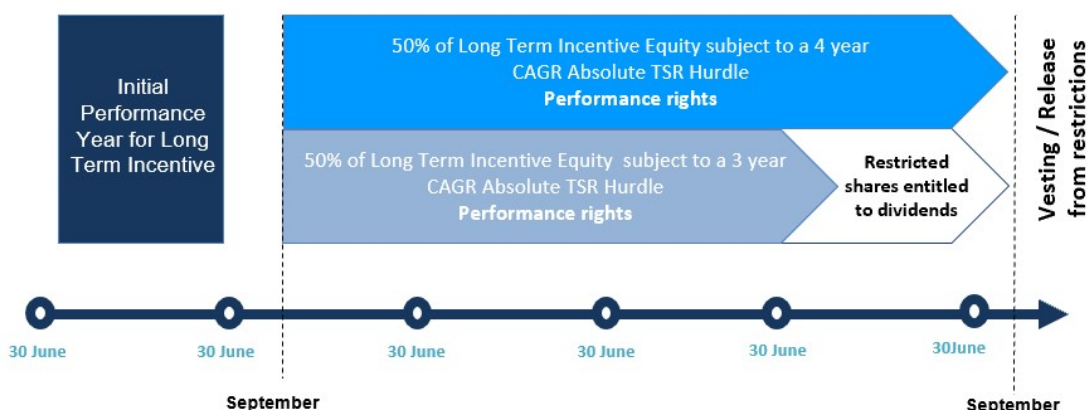 Initial
Performance
Year for Long
Term Incentive
50% of Long Term Incentive Equity subject to a 4 year
CAGR Absolute TSR Hurdle
Performance rights
50% of Long Term Incentive Equity subject to a 3 year
CAGR Absolute TSR Hurdle
Performance rights
Restricted
shares entitled
to dividends
Vesting / Release
from restrictions
30 June
30 June
30 June
30 June
30 June
30June
September
September